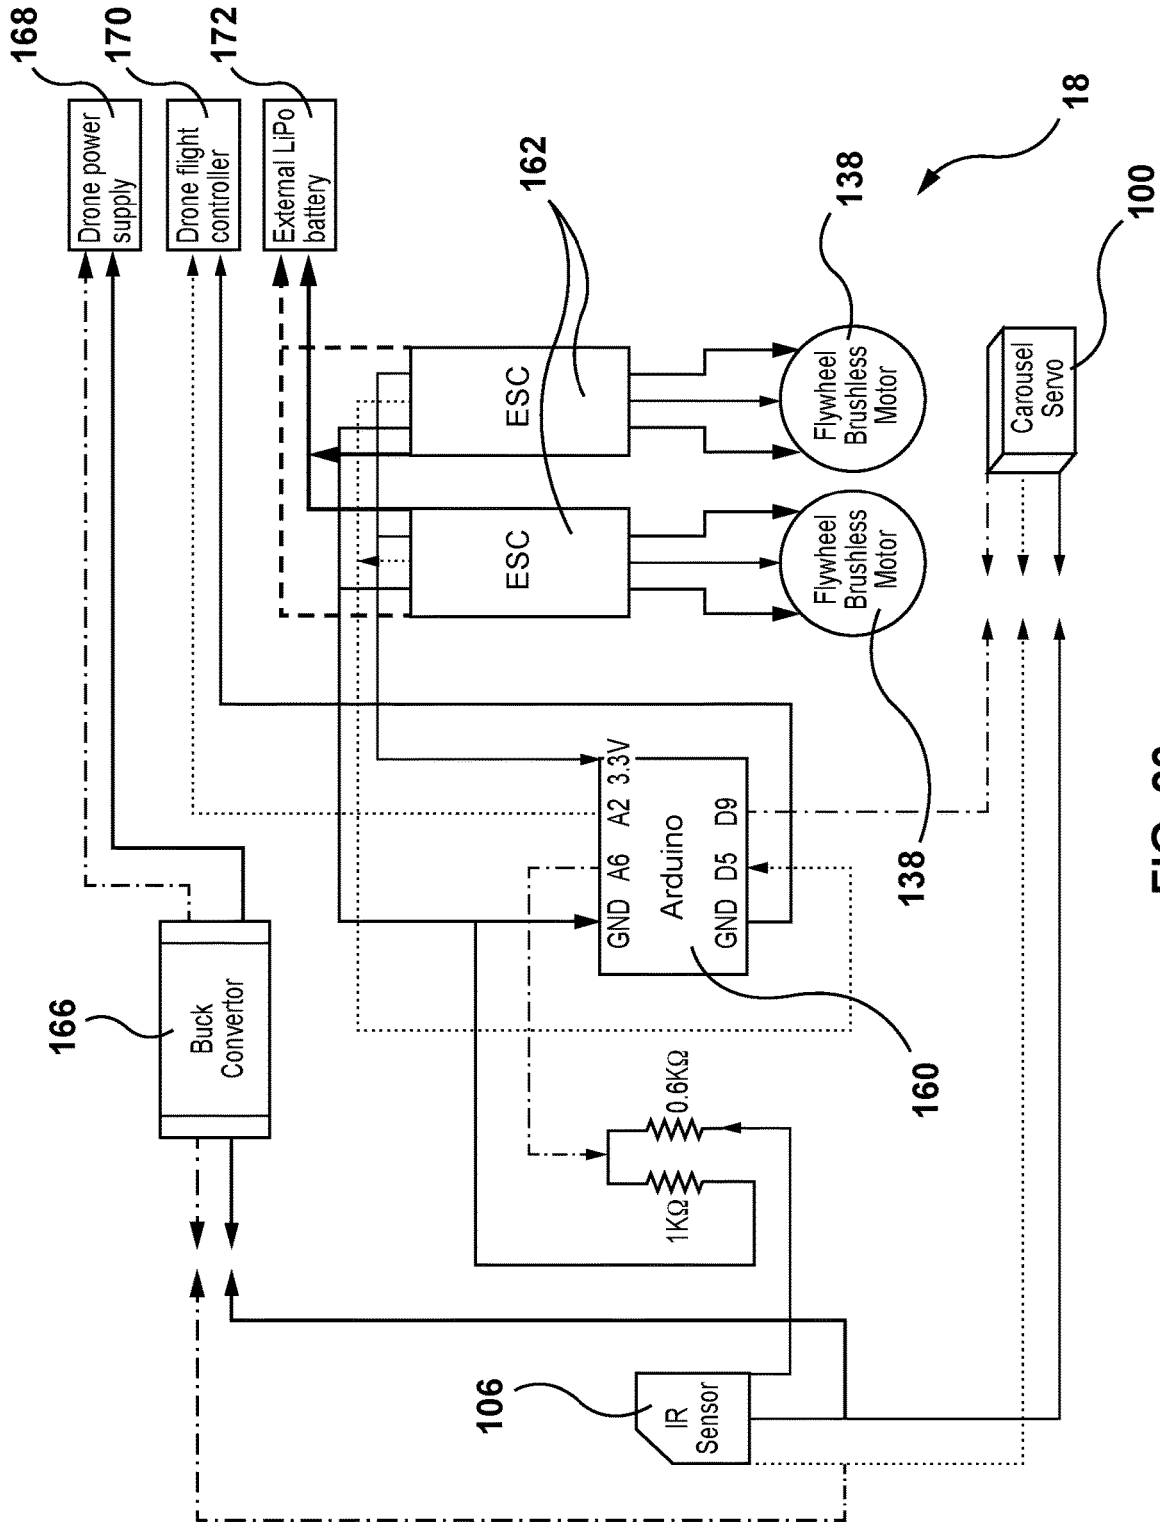 168
170
172
Drone power
supply
Drone flight
controller
External LiPo
battery
162
138
18
100
ESC
ESC
Flywheel
Brushless
Motor
Flywheel
Brushless
Motor
Carousel
Servo
138
166
Buck
Convertor
GND A6 A2 3.3V
Arduino
GND D5 D9
160
1KΩ
0.6KΩ
106
IR
Sensor